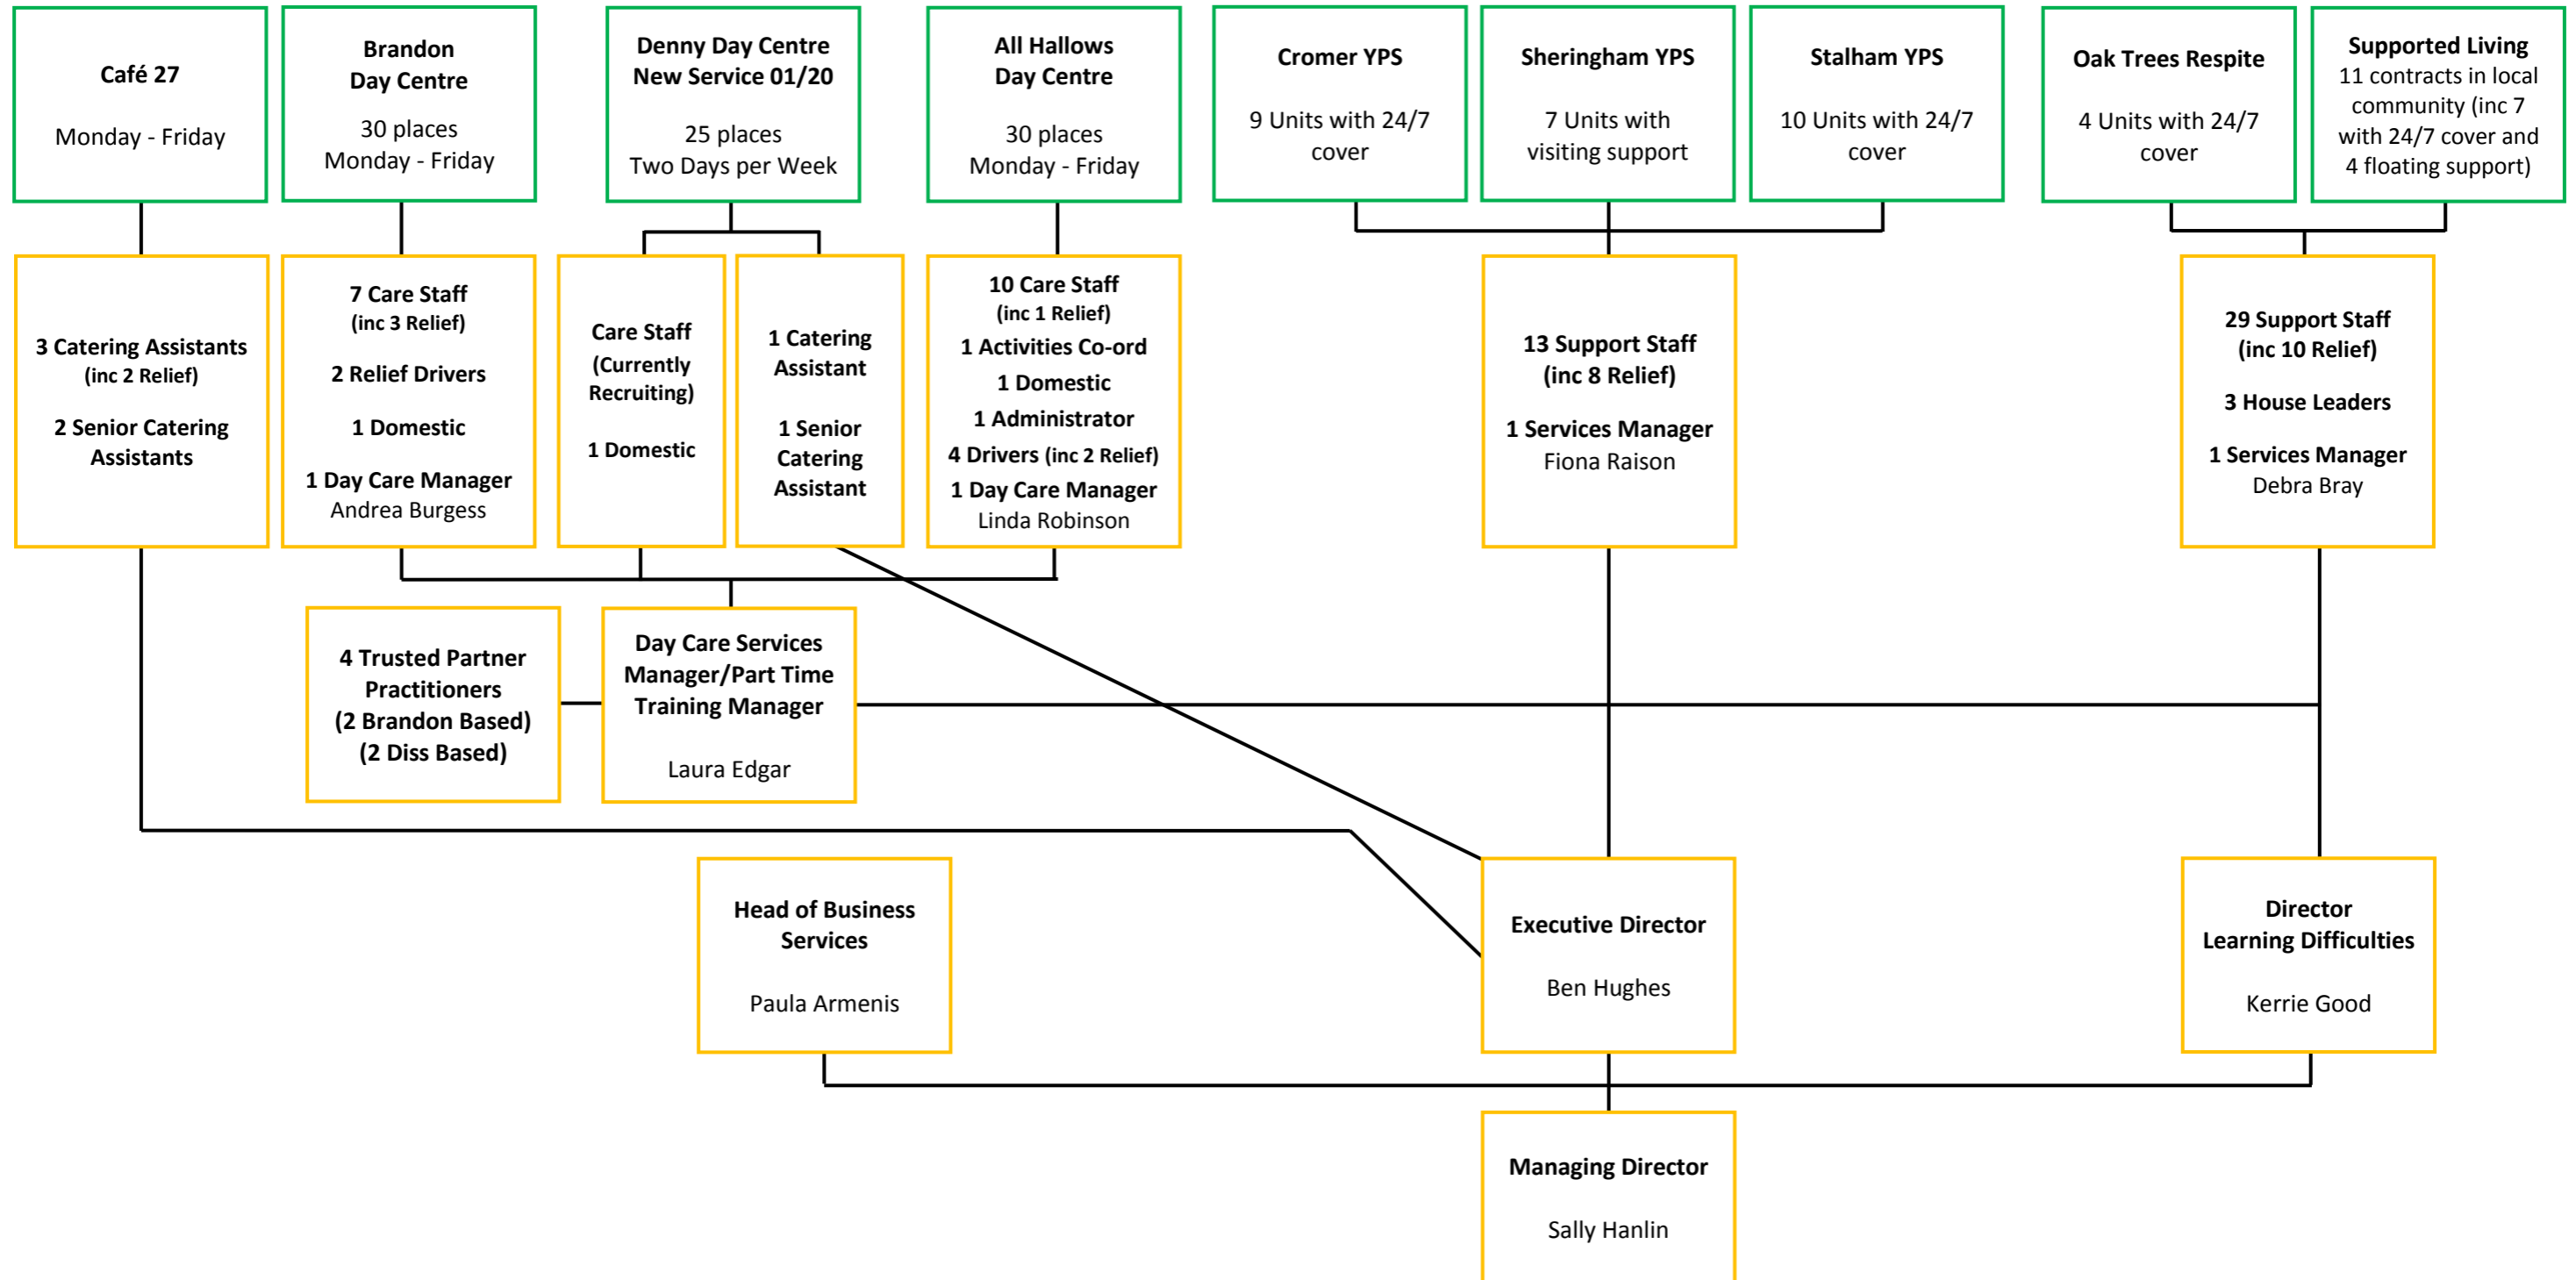 Café 27
Monday - Friday
Brandon
Day Centre
30 places
Monday - Friday
Denny Day Centre
New Service 01/20
25 places
Two Days per Week
All Hallows
Day Centre
30 places
Monday - Friday
Cromer YPS
9 Units with 24/7
cover
Sheringham YPS
7 Units with
visiting support
Stalham YPS
10 Units with 24/7
cover
Oak Trees Respite
4 Units with 24/7
cover
Supported Living
11 contracts in local
community (inc 7
with 24/7 cover and
4 floating support)
3 Catering Assistants
(inc 2 Relief)
2 Senior Catering
Assistants
7 Care Staff
(inc 3 Relief)
2 Relief Drivers
1 Domestic
1 Day Care Manager
Andrea Burgess
Care Staff
(Currently
Recruiting)
1 Domestic
1 Catering
Assistant
1 Senior
Catering
Assistant
10 Care Staff
(inc 1 Relief)
1 Activities Co-ord
1 Domestic
1 Administrator
4 Drivers (inc 2 Relief)
1 Day Care Manager
Linda Robinson
13 Support Staff
(inc 8 Relief)
1 Services Manager
Fiona Raison
29 Support Staff
(inc 10 Relief)
3 House Leaders
1 Services Manager
Debra Bray
4 Trusted Partner
Practitioners
(2 Brandon Based)
(2 Diss Based)
Day Care Services
Manager/Part Time
Training Manager
Laura Edgar
Head of Business
Services
Paula Armenis
Executive Director
Ben Hughes
Director
Learning Difficulties
Kerrie Good
Managing Director
Sally Hanlin